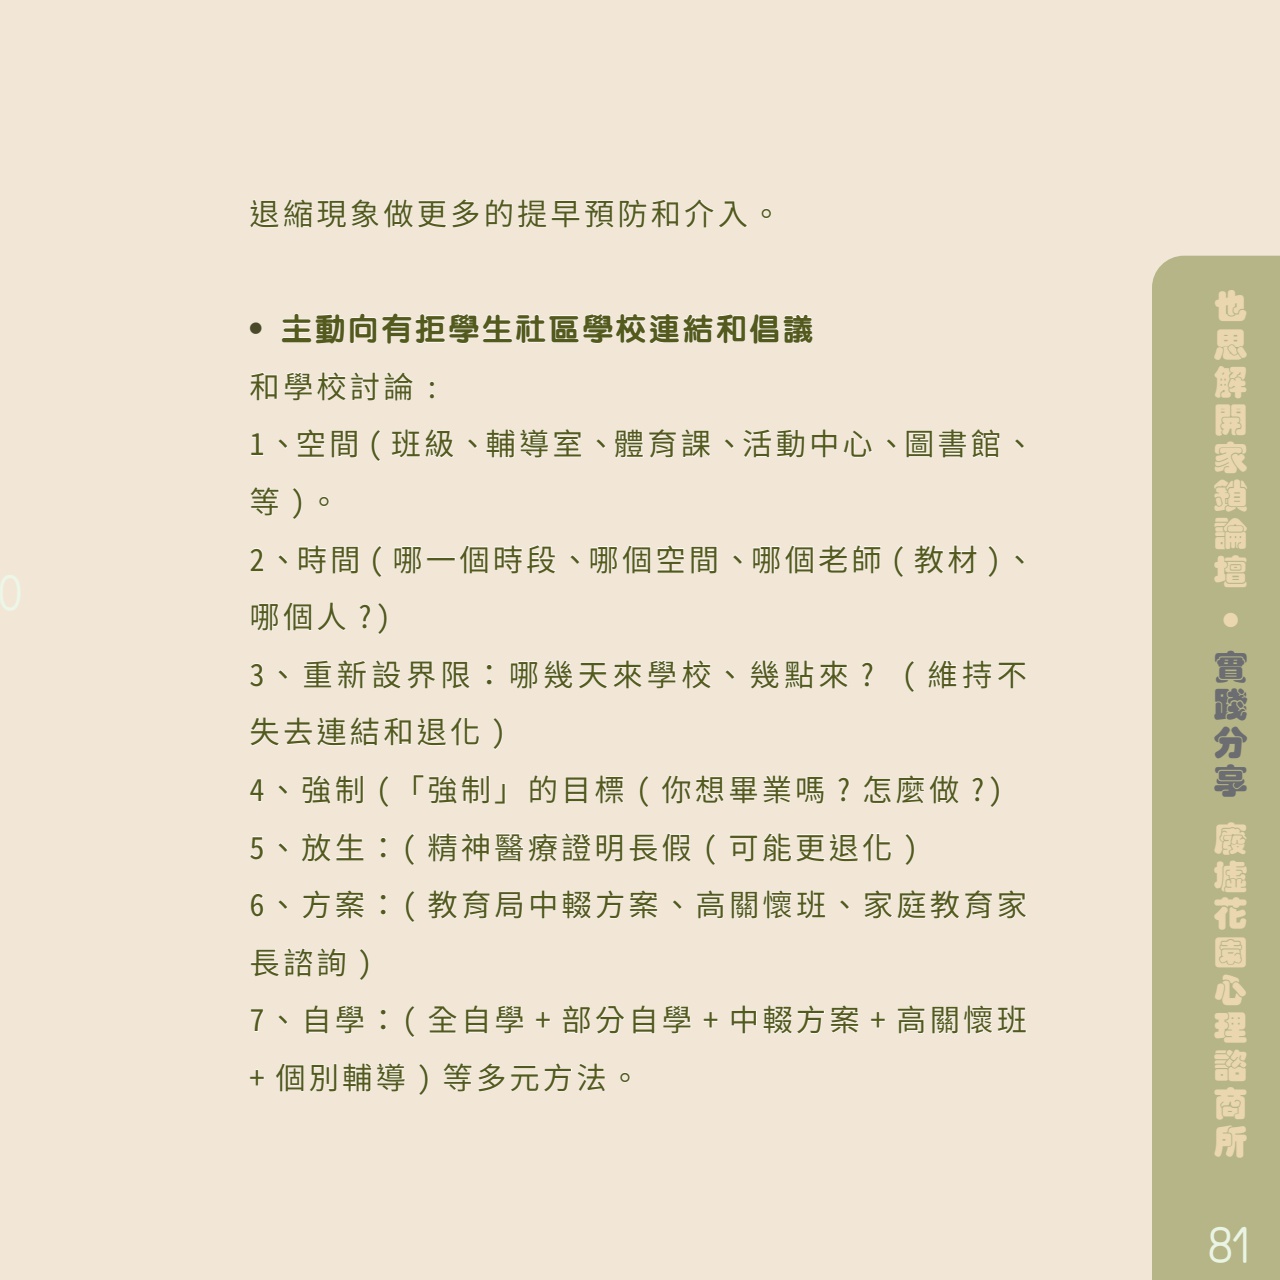 退縮現象做更多的提早預防和介入。
• 主動向有拒學生社區學校連結和倡議
和學校討論：
1、空間（班級、輔導室、體育課、活動中心、圖書館、
等）。
2、時間（哪一個時段、哪個空間、哪個老師（教材）、
哪個人？）
3、重新設界限：哪幾天來學校、幾點來？（維持不
失去連結和退化）
4、強制（「強制」的目標（你想畢業嗎？怎麼做？）
5、放生：（精神醫療證明長假（可能更退化）
6、方案：（教育局中輟方案、高關懷班、家庭教育家
長諮詢）
7、自學：（全自學 + 部分自學 + 中輟方案 + 高關懷班
+ 個別輔導）等多元方法。
也思解開家鎖論壇 • 實踐分享 廢墟花園心理諮商所
81
0